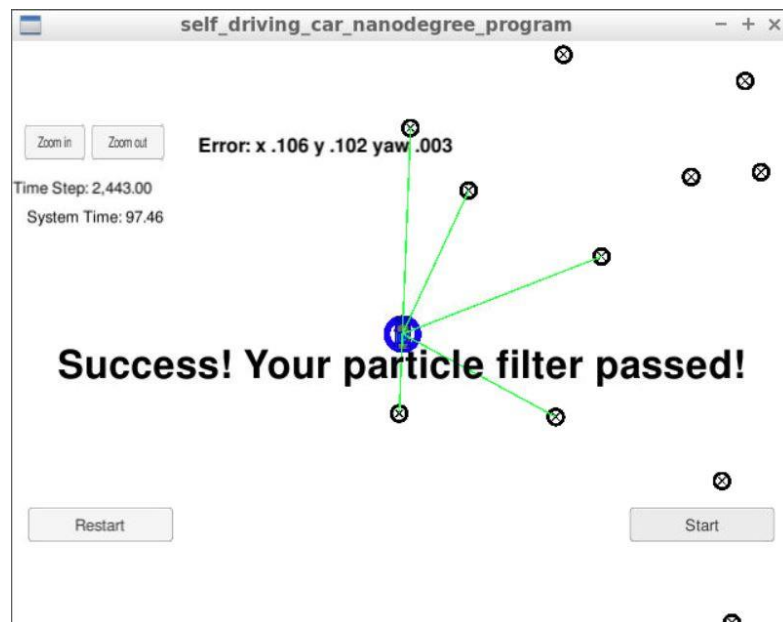 self_driving_car_nanodegree_program
Zoom in Zoom out Error: x .106 y .102 yaw .003
Time Step: 2,443.00
System Time: 97.46
Success! Your particle filter passed!
Restart Start